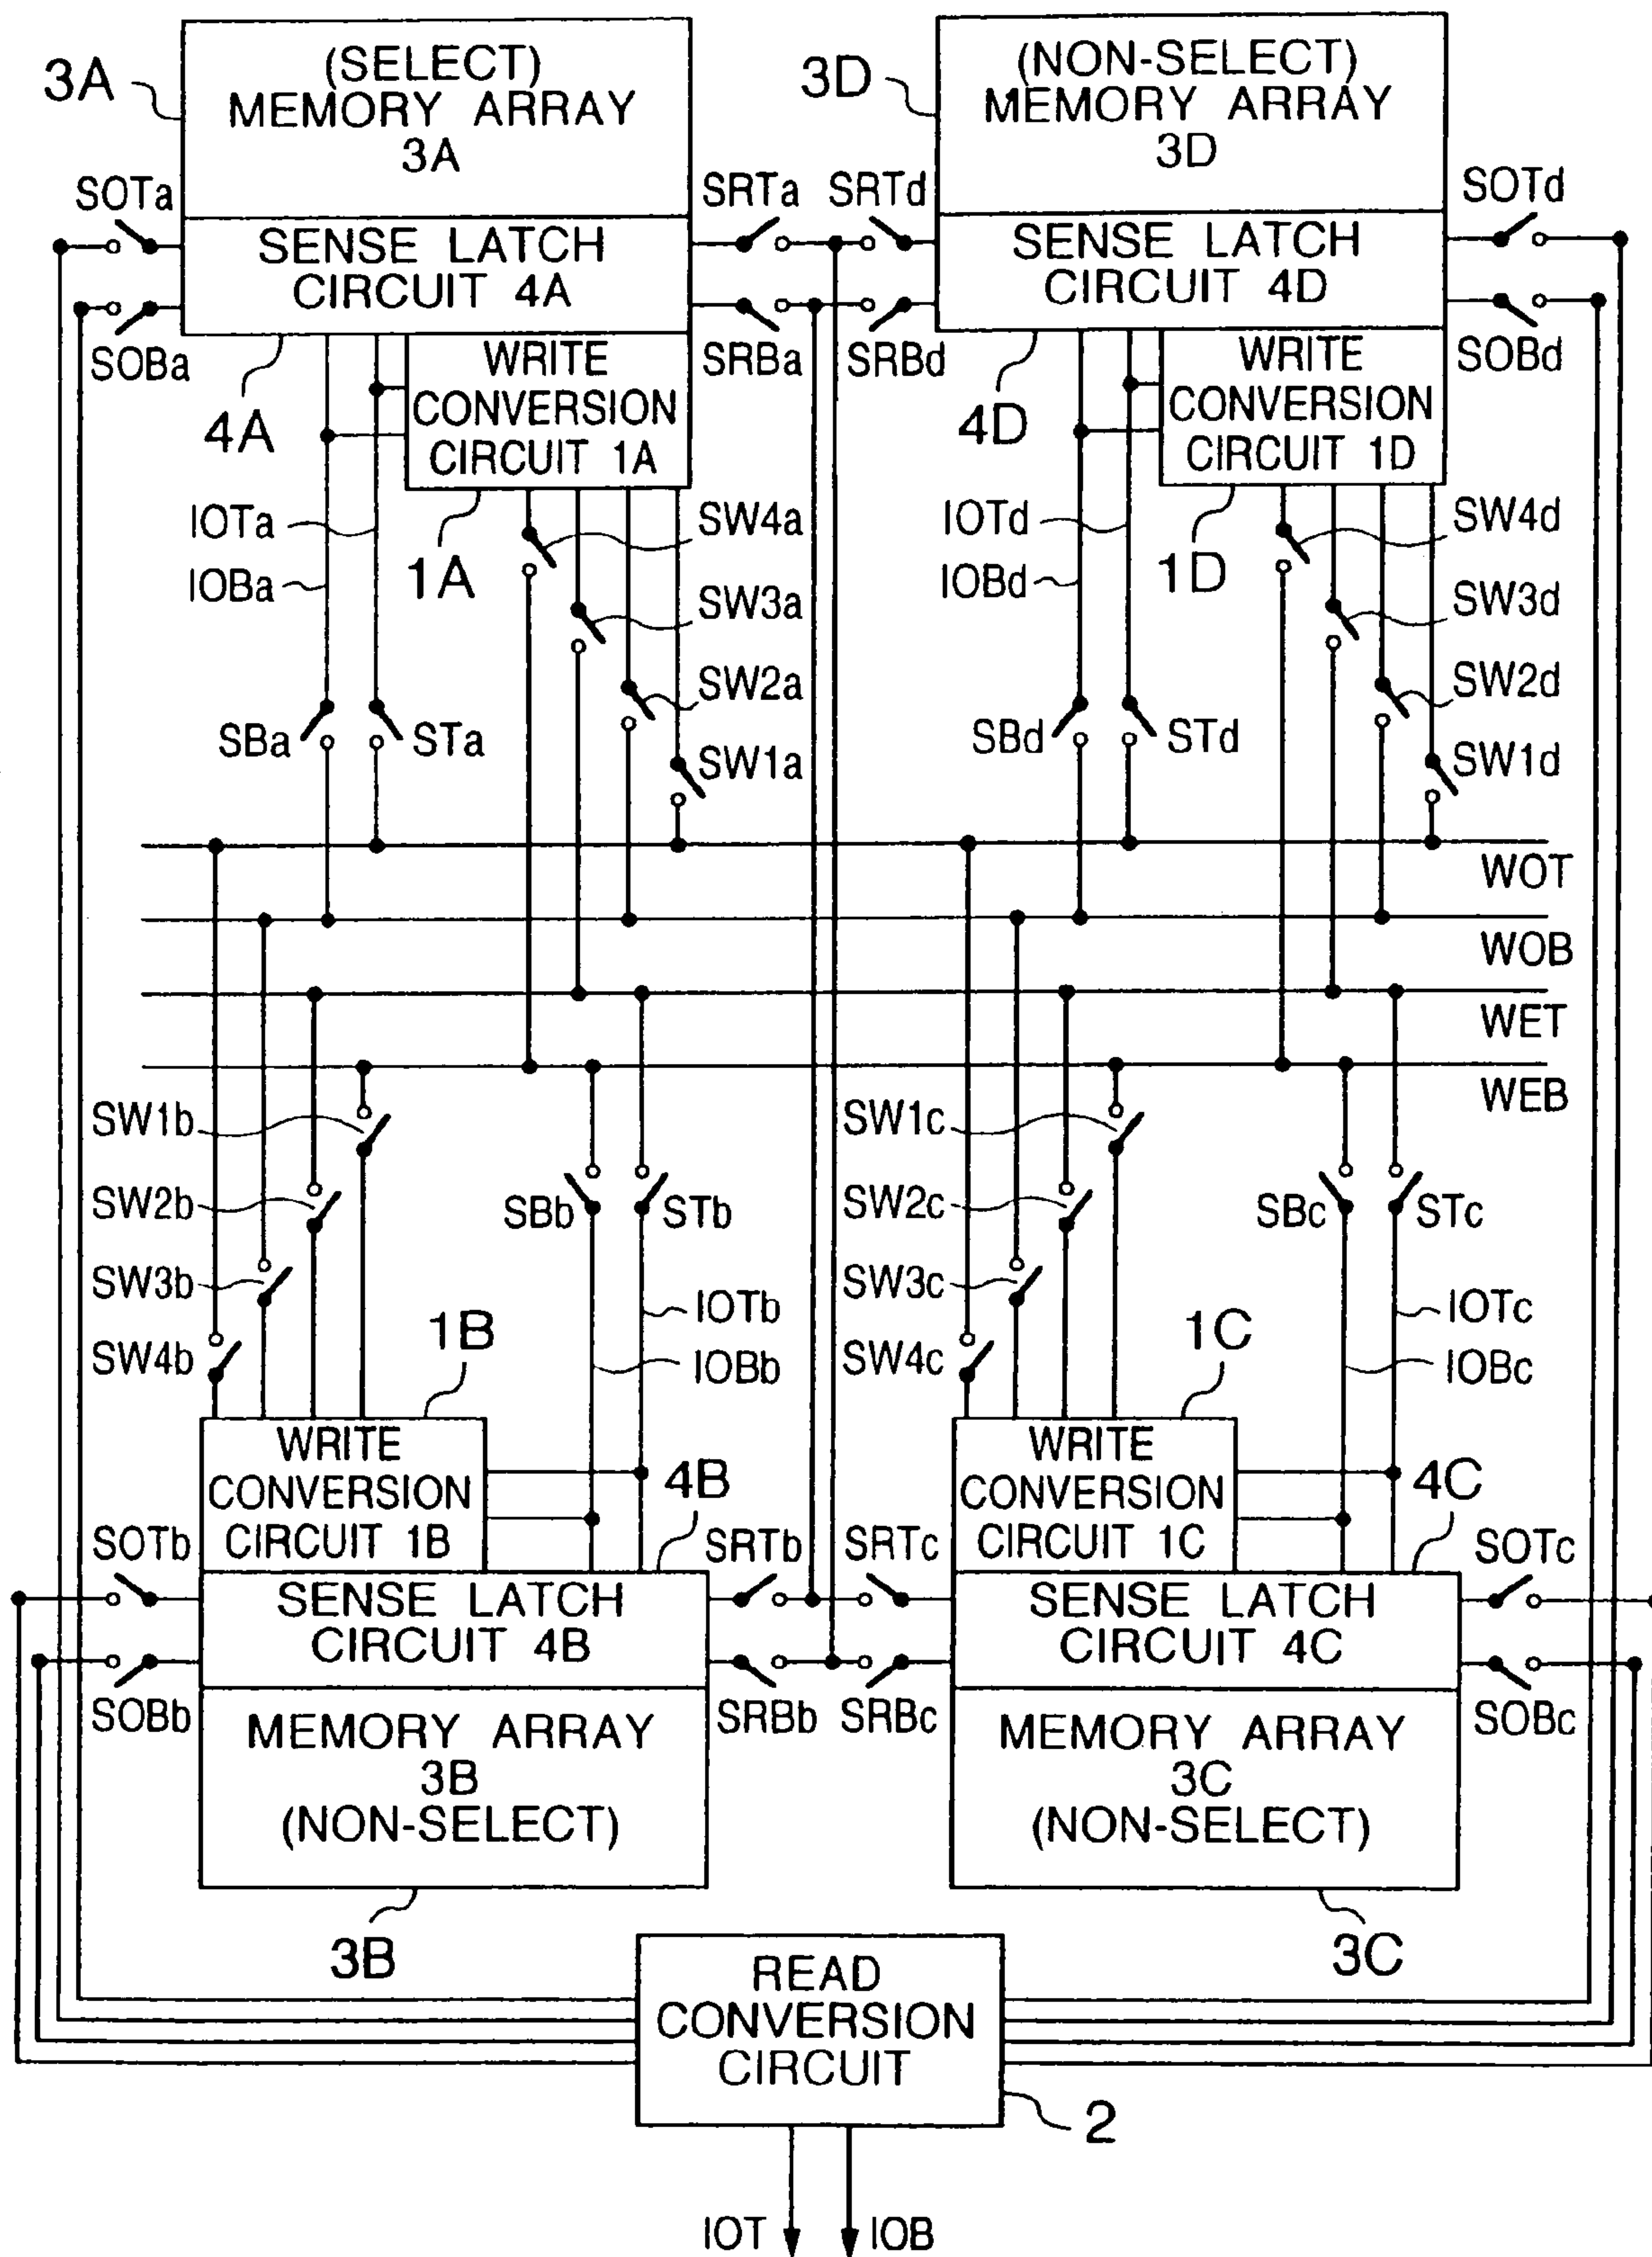 (SELECT)
MEMORY ARRAY
3A
3A
(NON-SELECT)
MEMORY ARRAY
3D
3D
SOTa
SRTa
SRTd
SOTd
SENSE LATCH
CIRCUIT 4A
SENSE LATCH
CIRCUIT 4D
SOBa
SRBa
SRBd
SOBd
4A
WRITE
CONVERSION
CIRCUIT 1A
4D
WRITE
CONVERSION
CIRCUIT 1D
IOTa
IOBa
1A
SW4a
SW3a
SW2a
SW1a
SBa
STa
IOTd
IOBd
1D
SW4d
SW3d
SW2d
SW1d
SBd
STd
WOT
WOB
WET
WEB
SW1b
SW2b
SW3b
SW4b
SBb
STb
IOTb
IOBb
1B
SW1c
SW2c
SW3c
SW4c
SBc
STc
IOTc
IOBc
1C
WRITE
CONVERSION
CIRCUIT 1B
4B
WRITE
CONVERSION
CIRCUIT 1C
4C
SOTb
SRTb
SRTc
SOTc
SENSE LATCH
CIRCUIT 4B
SENSE LATCH
CIRCUIT 4C
SOBb
SRBb
SRBc
SOBc
MEMORY ARRAY
3B
(NON-SELECT)
MEMORY ARRAY
3C
(NON-SELECT)
3B
3C
READ
CONVERSION
CIRCUIT
2
IOT
IOB